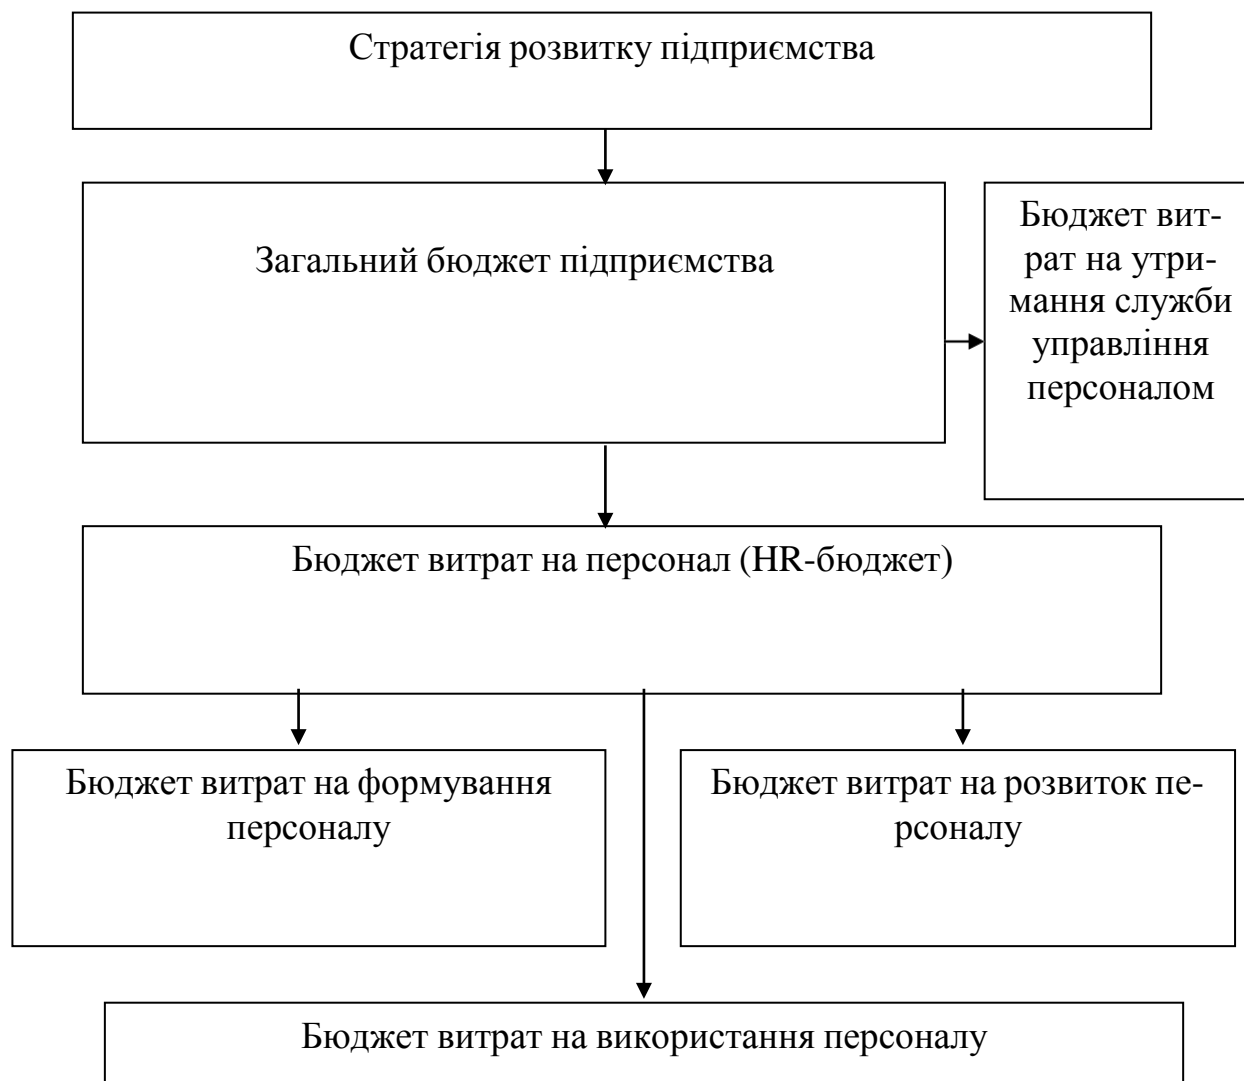 Стратегія розвитку підприємства
Загальний бюджет підприємства
Бюджет вит-
рат на утри-
мання служби
управління
персоналом
Бюджет витрат на персонал (HR-бюджет)
Бюджет витрат на формування
персоналу
Бюджет витрат на розвиток пе-
рсоналу
Бюджет витрат на використання персоналу